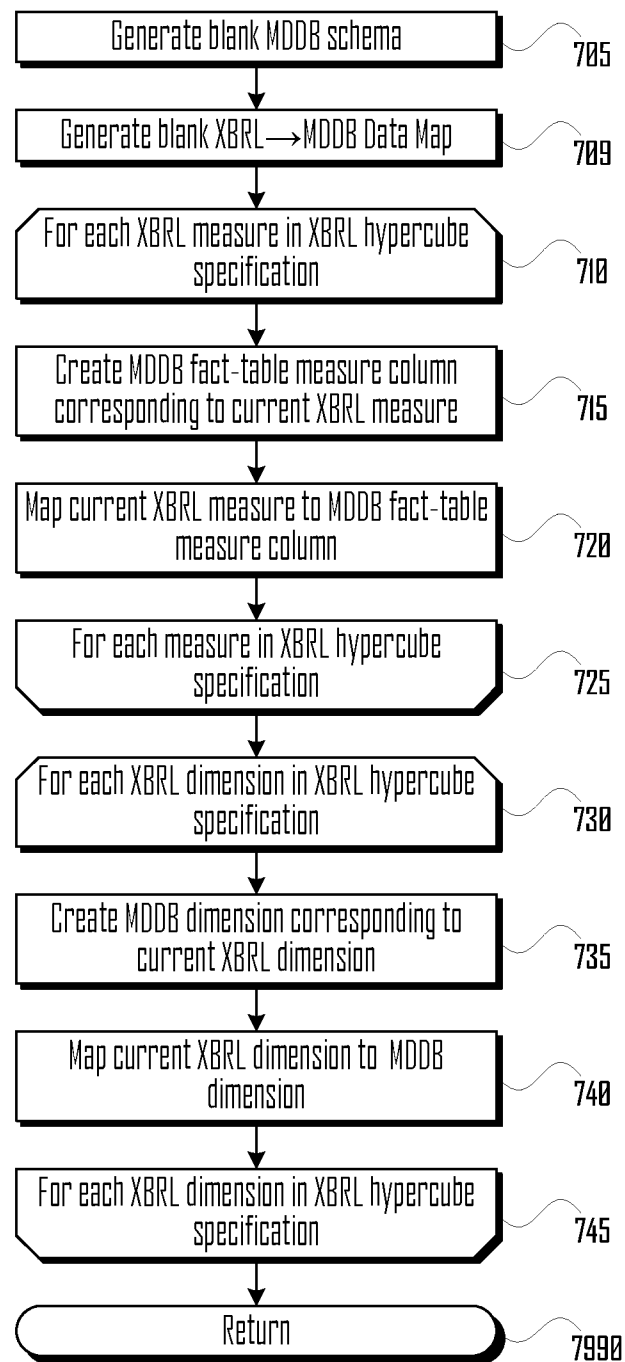 Generate blank MDDB schema
705
Generate blank XBRL→MDDB Data Map
709
For each XBRL measure in XBRL hypercube
specification
710
Create MDDB fact-table measure column
corresponding to current XBRL measure
715
Map current XBRL measure to MDDB fact-table
measure column
720
For each measure in XBRL hypercube
specification
725
For each XBRL dimension in XBRL hypercube
specification
730
Create MDDB dimension corresponding to
current XBRL dimension
735
Map current XBRL dimension to MDDB
dimension
740
For each XBRL dimension in XBRL hypercube
specification
745
Return
7990